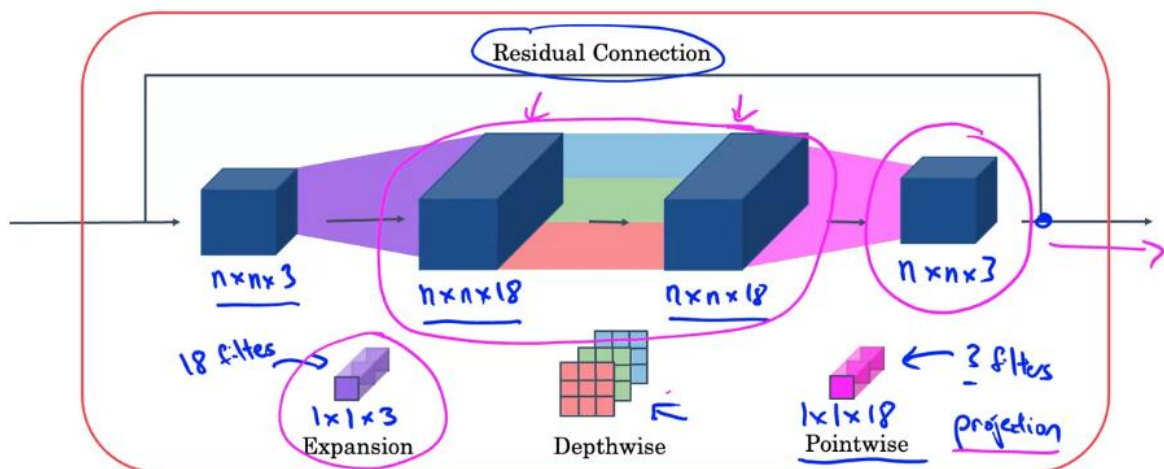 Residual Connection
n×n×3
n×n×18
n×n×18
n×n×3
18 filtes
1×1×3
Expansion
Depthwise
1×1×18
Pointwise
3 filters
projection